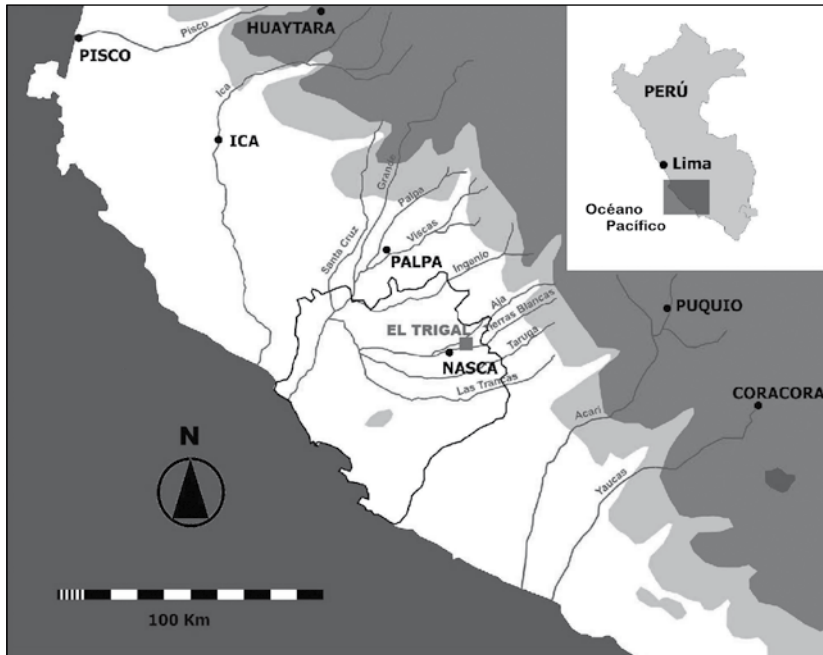 HUAYTARA
Pisco
PISCO
Ica
ICA
PERÚ
Lima
Océano
Pacífico
Grande
Palpa
Santa Cruz
Viscas
PALPA
Ingenio
Aja
Tierras Blancas
EL TRIGAL
Taruga
NASCA
Las Trancas
PUQUIO
CORACORA
Acarí
Yaucas
N
100 Km